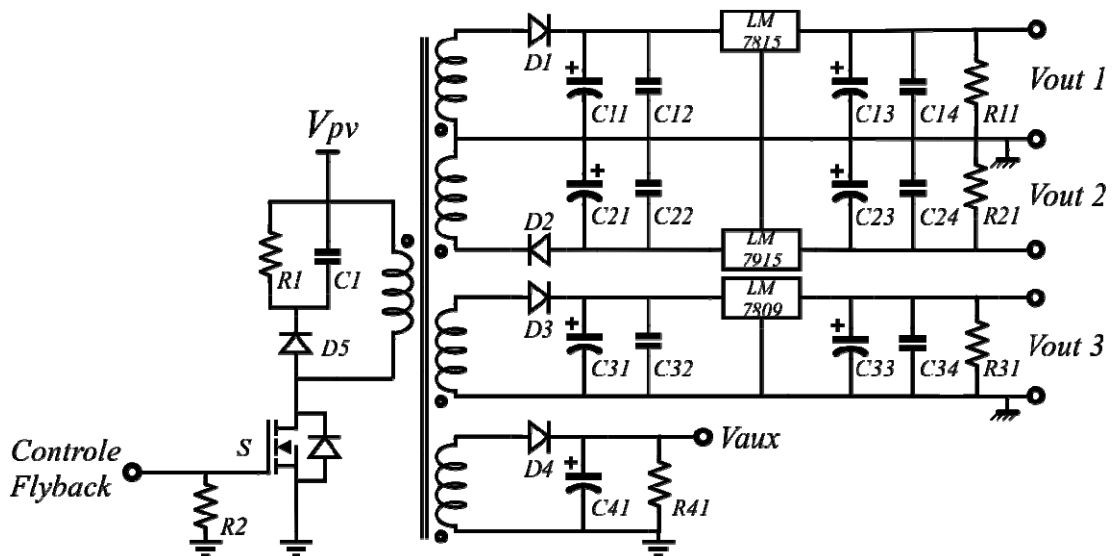 LM
7815
D1
C11
C12
C13
C14
R11
Vout 1
Vpv
C21
C22
C23
C24
R21
Vout 2
D2
LM
7915
R1
C1
LM
7809
D5
D3
C31
C32
C33
C34
R31
Vout 3
Controle
Flyback
S
R2
D4
Vaux
C41
R41